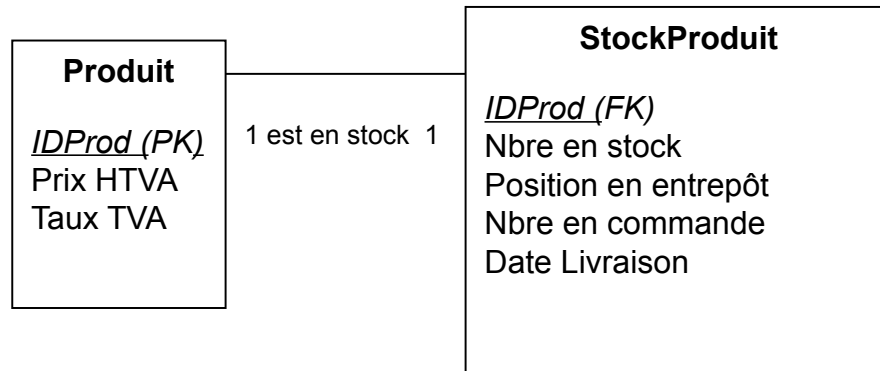 Produit
IDProd (PK)
Prix HTVA
Taux TVA
1 est en stock 1
StockProduit
IDProd (FK)
Nbre en stock
Position en entrepôt
Nbre en commande
Date Livraison